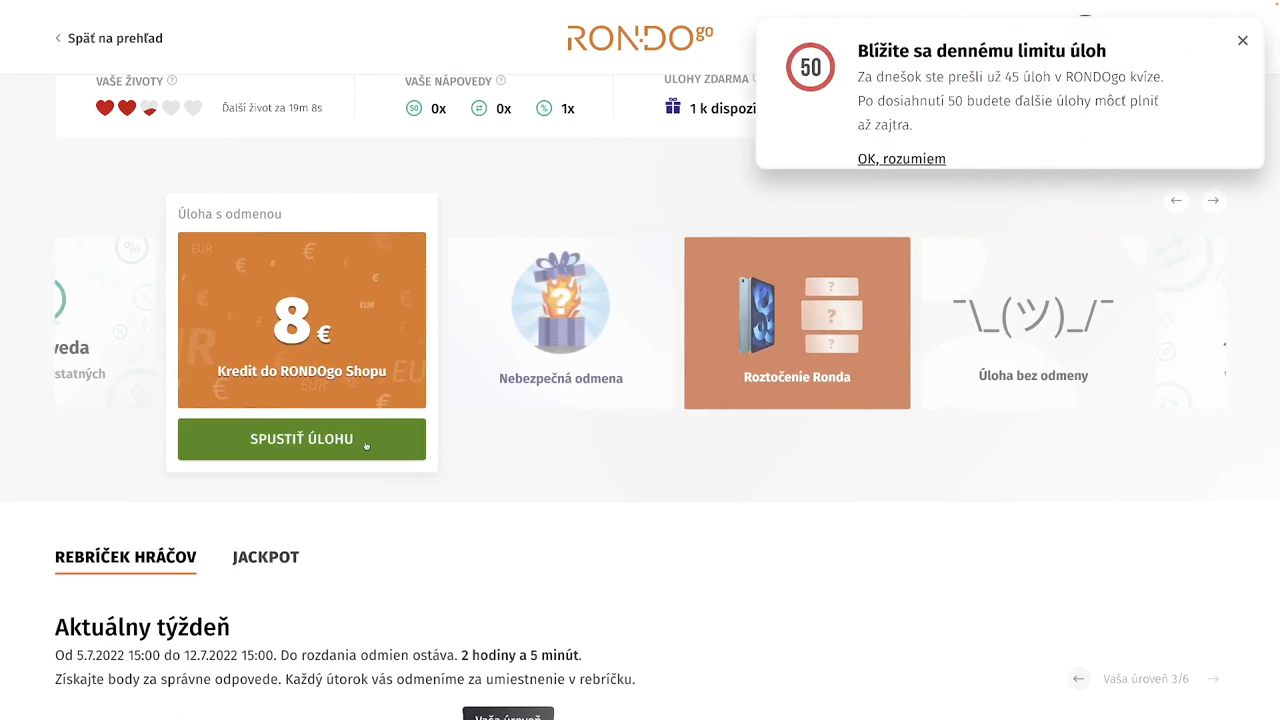 Späť na prehľad
RONDOgo
50
Blížite sa dennému limitu úloh
Za dnešok ste prešli už 45 úloh v RONDOgo kvíze.
Po dosiahnutí 50 budete ďalšie úlohy môcť plniť
až zajtra.
OK, rozumiem
VAŠE ŽIVOTY ?
Ďalší život za 19m 8s
VAŠE NÁPOVEDY ?
50 0x 0x % 1x
ÚLOHY ZDARMA
1 k dispozí
Úloha s odmenou
EUR
8 €
Kredit do RONDOgo Shopu
SPUSTIŤ ÚLOHU
veda
statných
Nebezpečná odmena
Roztočenie Ronda
¯\_(ツ)_/¯
Úloha bez odmeny
REBRÍČEK HRÁČOV
JACKPOT
Aktuálny týždeň
Od 5.7.2022 15:00 do 12.7.2022 15:00. Do rozdania odmien ostáva. 2 hodiny a 5 minút.
Získajte body za správne odpovede. Každý útorok vás odmeníme za umiestnenie v rebríčku.
Vaša úroveň 3/6
Vaša úroveň